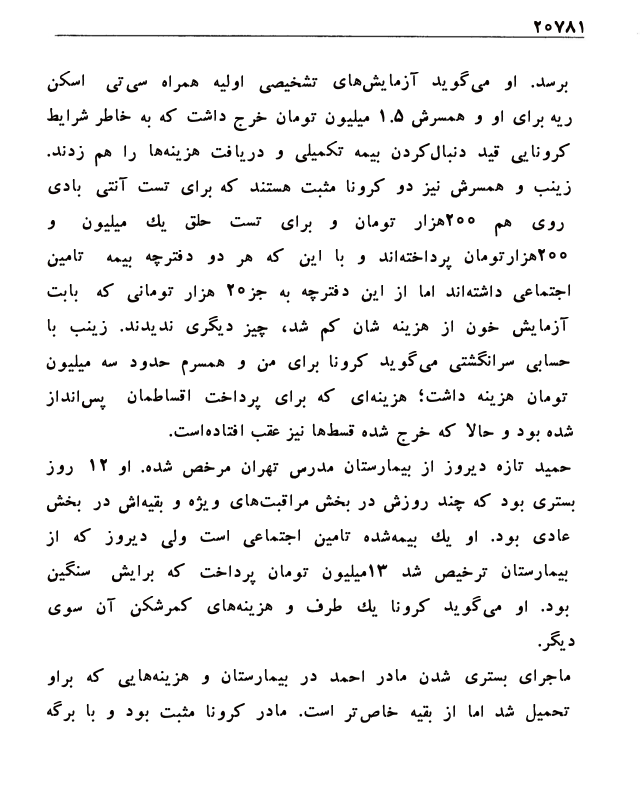 ۲۰۷۸۱
برسد. او می‌گوید آزمایش‌های تشخیصی اولیه همراه سی‌تی اسکن
ریه برای او و همسرش ۱.۵ میلیون تومان خرج داشت که به خاطر شرایط
کرونایی قید دنبال‌کردن بیمه تکمیلی و دریافت هزینه‌ها را هم زدند.
زینب و همسرش نیز دو کرونا مثبت هستند که برای تست آنتی بادی
روی هم ۲۰۰هزار تومان و برای تست حلق یك میلیون و
۲۰۰هزارتومان پرداخته‌اند و با این که هر دو دفترچه بیمه تامین
اجتماعی داشته‌اند اما از این دفترچه به جز۲۰ هزار تومانی که بابت
آزمایش خون از هزینه شان کم شد، چیز دیگری ندیدند. زینب با
حسابی سرانگشتی می‌گوید کرونا برای من و همسرم حدود سه میلیون
تومان هزینه داشت؛ هزینه‌ای که برای پرداخت اقساطمان پس‌انداز
شده بود و حالا که خرج شده قسط‌ها نیز عقب افتاده‌است.
حمید تازه دیروز از بیمارستان مدرس تهران مرخص شده. او ۱۲ روز
بستری بود که چند روزش در بخش مراقبت‌های ویژه و بقیه‌اش در بخش
عادی بود. او یك بیمه‌شده تامین اجتماعی است ولی دیروز که از
بیمارستان ترخیص شد ۱۳میلیون تومان پرداخت که برایش سنگین
بود. او می‌گوید کرونا یك طرف و هزینه‌های کمرشکن آن سوی
دیگر.
ماجرای بستری شدن مادر احمد در بیمارستان و هزینه‌هایی که براو
تحمیل شد اما از بقیه خاص‌تر است. مادر کرونا مثبت بود و با برگه